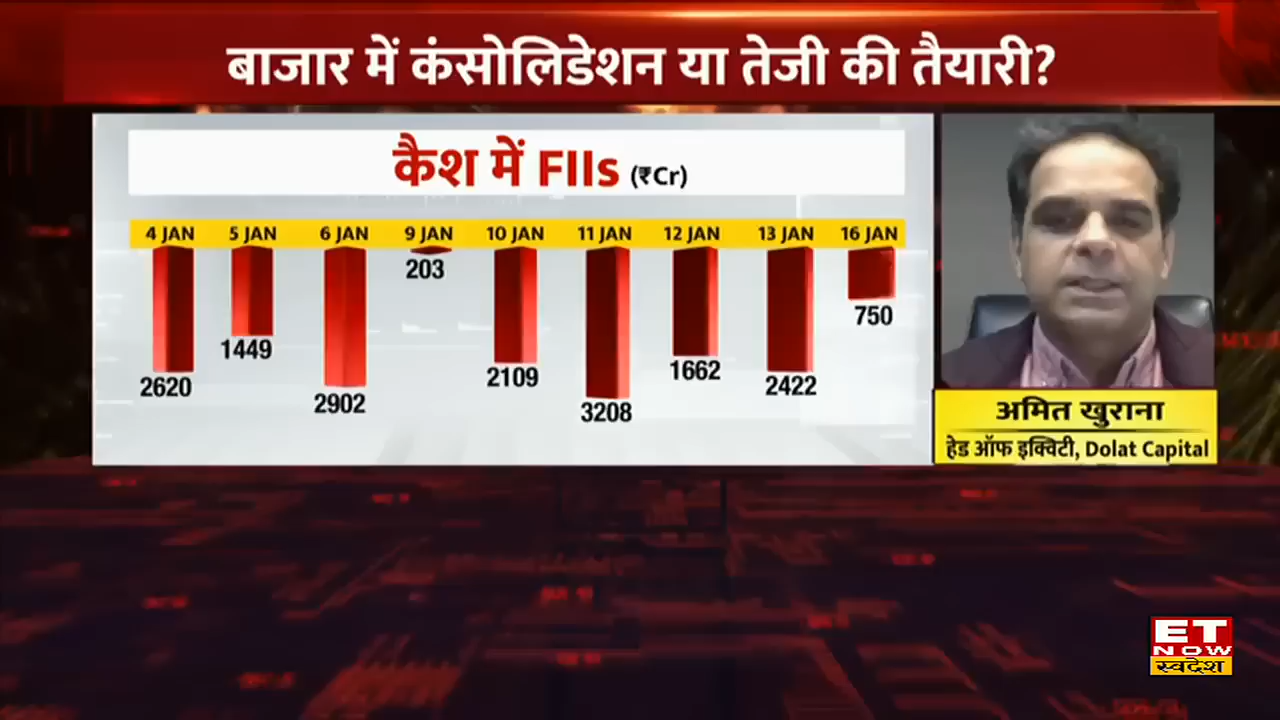 बाजार में कंसोलिडेशन या तेजी की तैयारी?
कैश में FIIs (₹Cr)
4 JAN 5 JAN 6 JAN 9 JAN 10 JAN 11 JAN 12 JAN 13 JAN 16 JAN
2620 1449 2902 203 2109 3208 1662 2422 750
अमित खुराना
हेड ऑफ इक्विटी, Dolat Capital
ET
NOW
स्वदेश